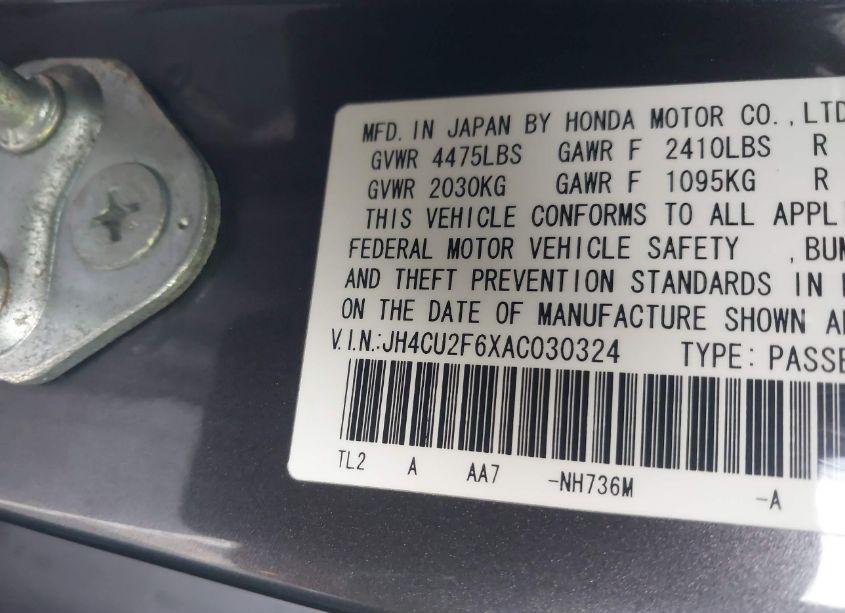 MFD. IN JAPAN BY HONDA MOTOR CO.,LTD
GVWR 4475LBS GAWR F 2410LBS R
GVWR 2030KG GAWR F 1095KG R
THIS VEHICLE CONFORMS TO ALL APPLI
FEDERAL MOTOR VEHICLE SAFETY ,BUM
AND THEFT PREVENTION STANDARDS IN
ON THE DATE OF MANUFACTURE SHOWN A
V.I.N.:JH4CU2F6XAC030324 TYPE:PASSE
TL2 A AA7 -NH736M -A